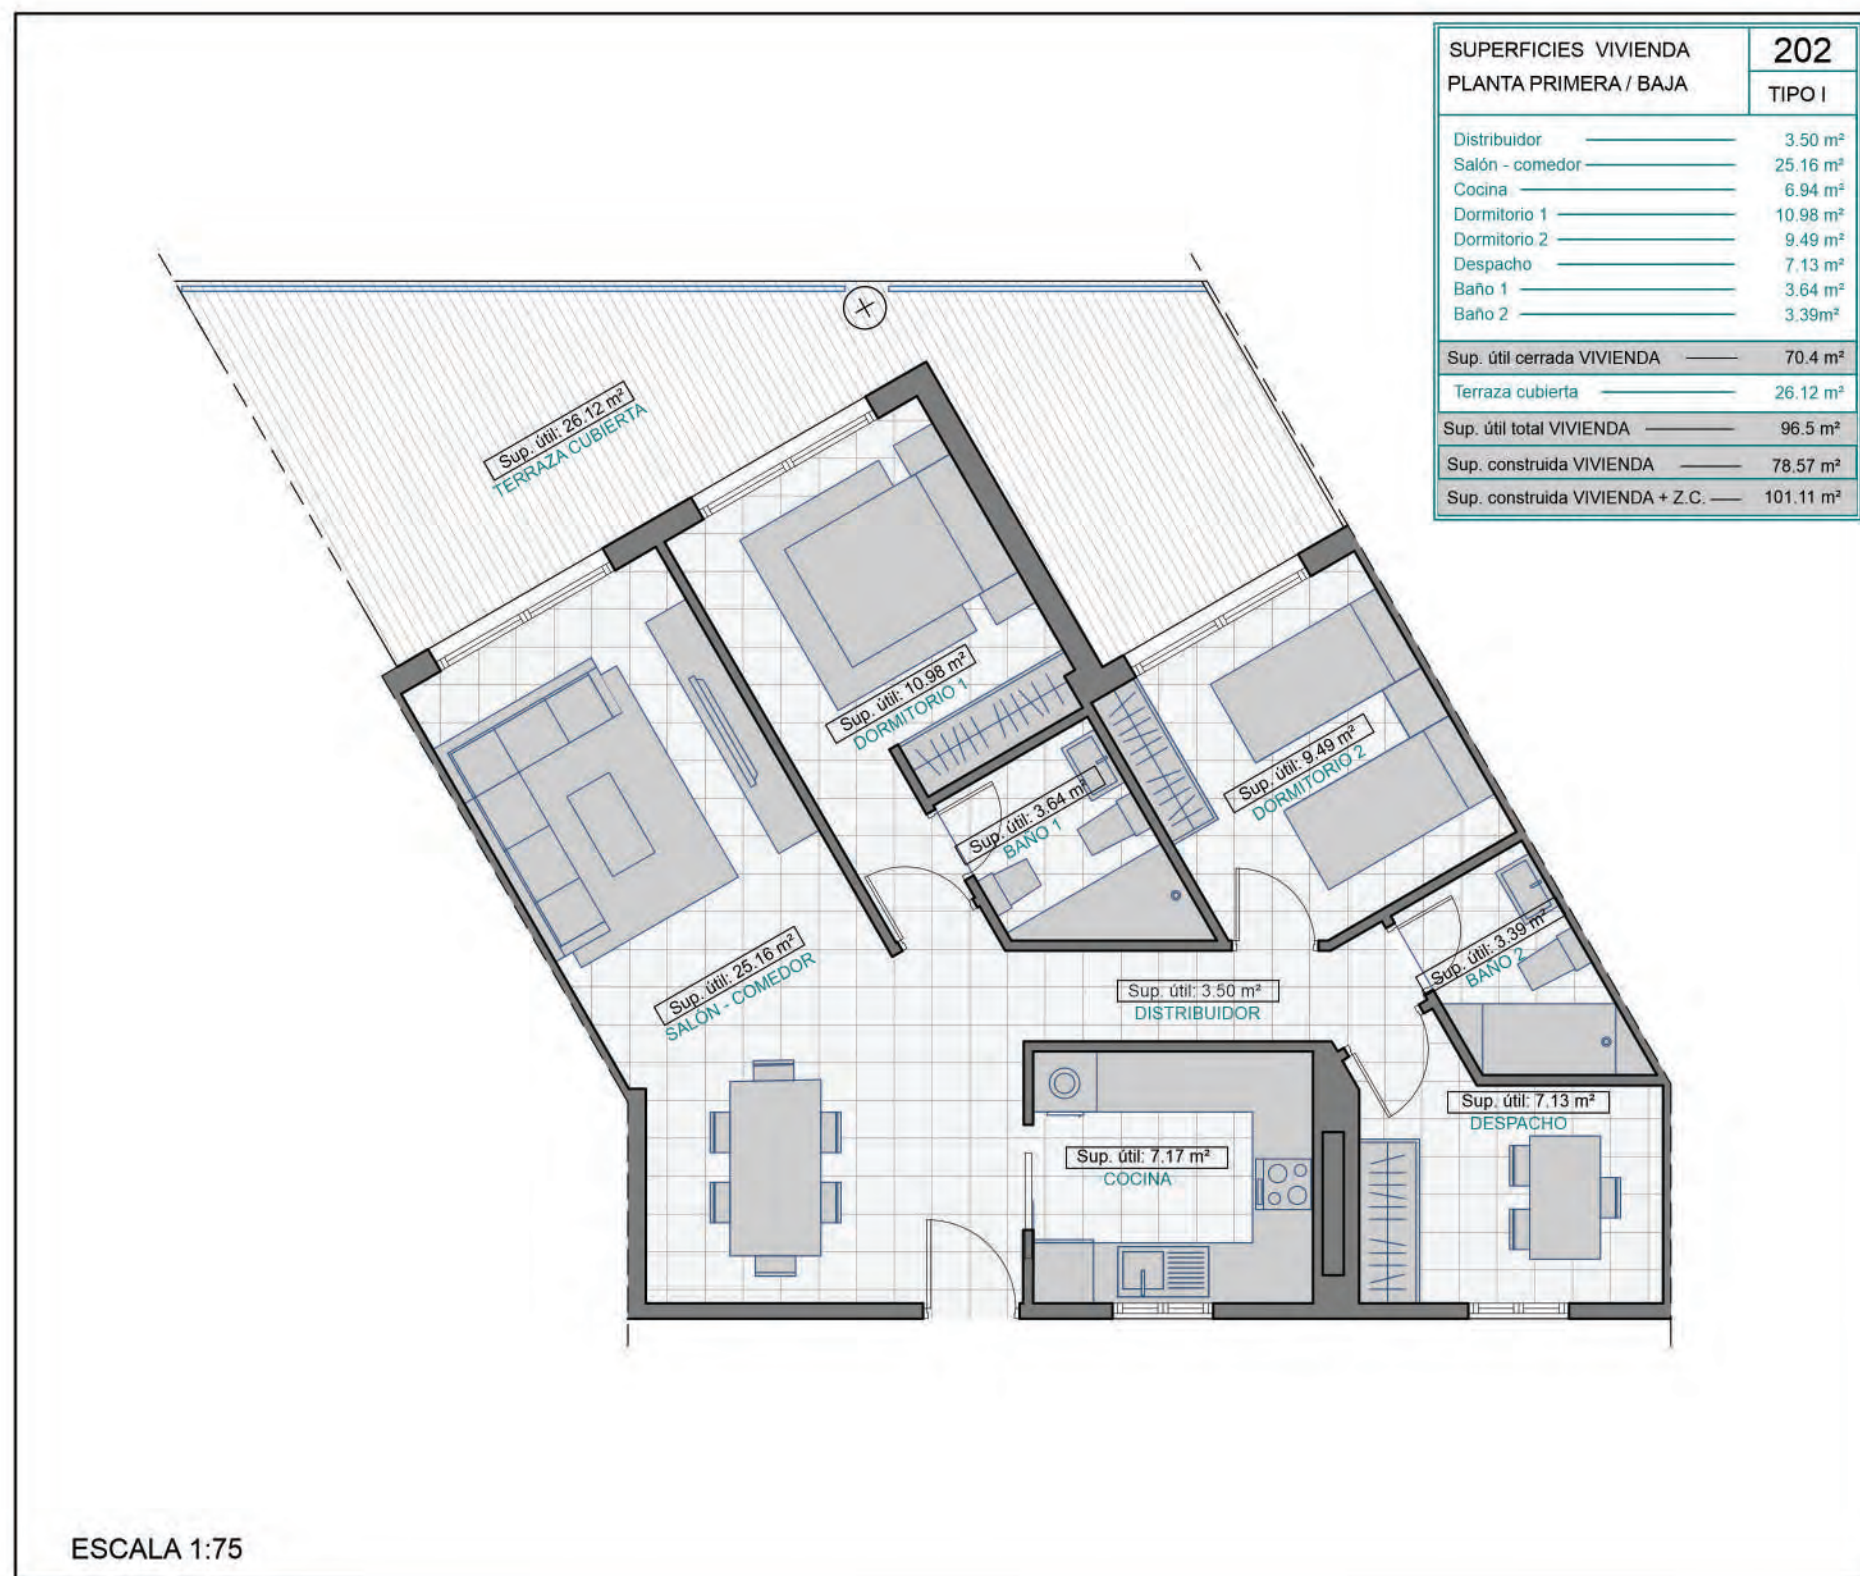 SUPERFICIES VIVIENDA
PLANTA PRIMERA / BAJA
202
TIPO I
Distribuidor 3.50 m²
Salón - comedor 25.16 m²
Cocina 6.94 m²
Dormitorio 1 10.98 m²
Dormitorio 2 9.49 m²
Despacho 7.13 m²
Baño 1 3.64 m²
Baño 2 3.39m²
Sup. útil cerrada VIVIENDA 70.4 m²
Terraza cubierta 26.12 m²
Sup. útil total VIVIENDA 96.5 m²
Sup. construida VIVIENDA 78.57 m²
Sup. construida VIVIENDA + Z.C. 101.11 m²
Sup. útil: 26.12 m²
TERRAZA CUBIERTA
Sup. útil: 10.98 m²
DORMITORIO 1
Sup. útil: 9.49 m²
DORMITORIO 2
Sup. útil: 3.64 m²
BAÑO 1
Sup. útil: 3.39 m²
BAÑO 2
Sup. útil: 25.16 m²
SALÓN - COMEDOR
Sup. útil: 3.50 m²
DISTRIBUIDOR
Sup. útil: 7.13 m²
DESPACHO
Sup. útil: 7.17 m²
COCINA
ESCALA 1:75